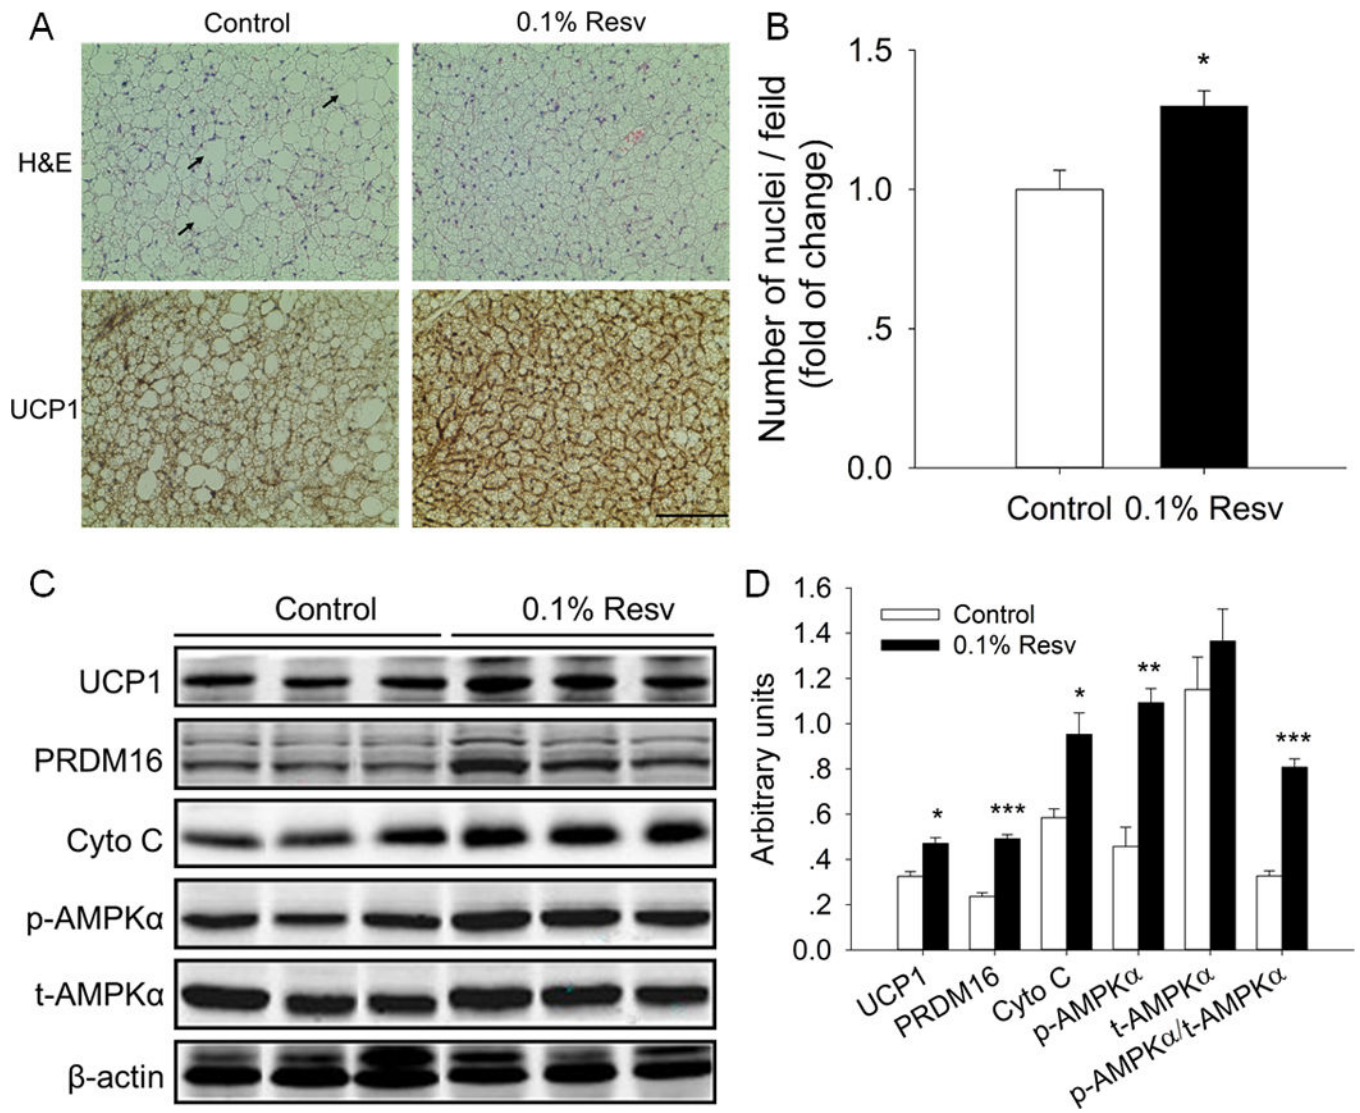 A
Control
0.1% Resv
H&E
UCP1
B
Number of nuclei / feild
(fold of change)
1.5
1.0
.5
0.0
*
Control 0.1% Resv
C
Control
0.1% Resv
UCP1
PRDM16
Cyto C
p-AMPKα
t-AMPKα
β-actin
D
Arbitrary units
1.6
1.4
1.2
1.0
.8
.6
.4
.2
0.0
Control
0.1% Resv
*
***
*
**
***
UCP1
PRDM16
Cyto C
p-AMPKα
t-AMPKα
p-AMPKα/t-AMPKα